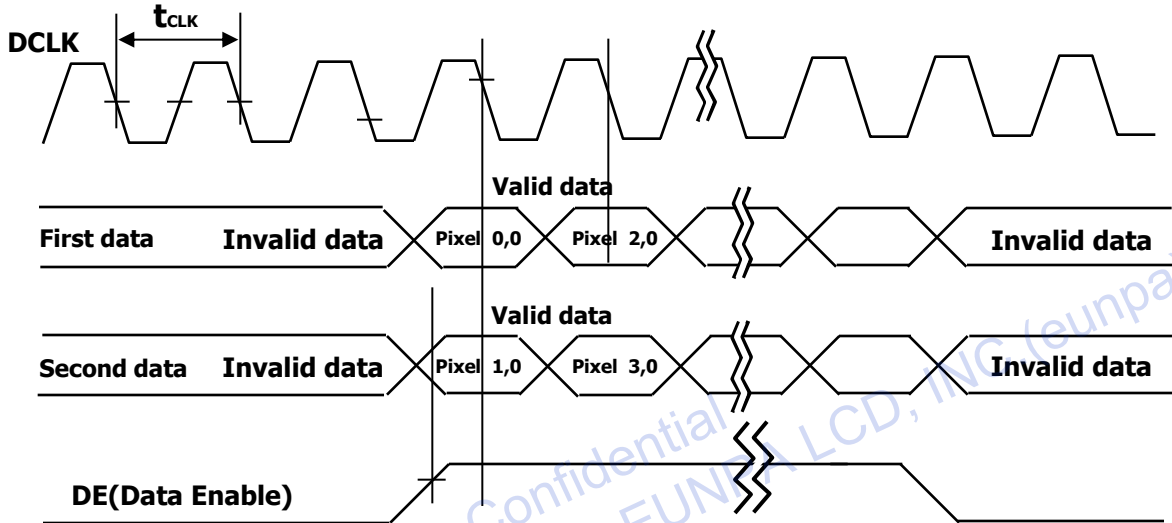 tCLK
DCLK
Valid data
First data Invalid data Pixel 0,0 Pixel 2,0 Invalid data
Valid data
Second data Invalid data Pixel 1,0 Pixel 3,0 Invalid data
DE(Data Enable)
Confidential
EUNPA LCD, INC.(eunpa